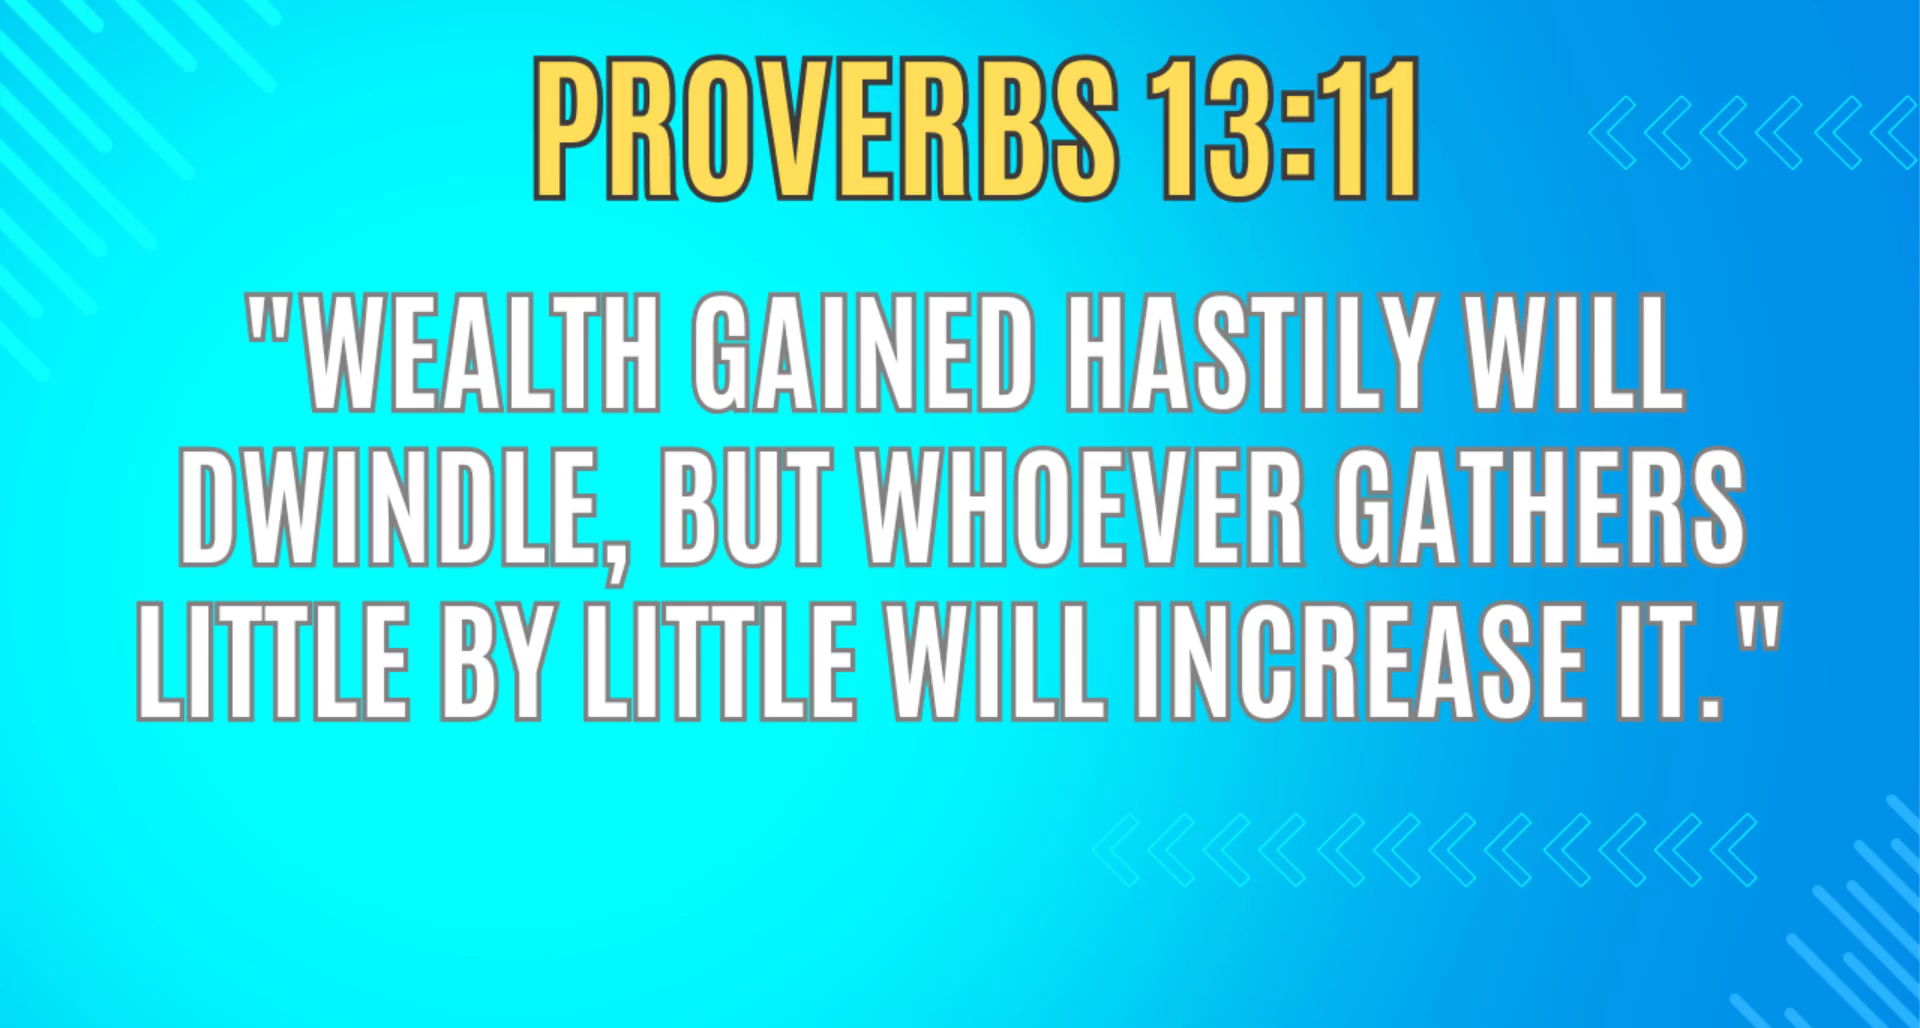 PROVERBS 13:11
"WEALTH GAINED HASTILY WILL
DWINDLE, BUT WHOEVER GATHERS
LITTLE BY LITTLE WILL INCREASE IT. "